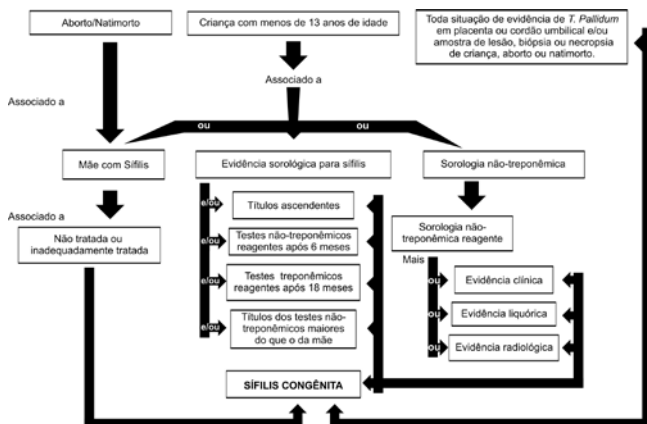 Aborto/Natimorto
Criança com menos de 13 anos de idade
Toda situação de evidência de T. Pallidum
em placenta ou cordão umbilical e/ou
amostra de lesão, biópsia ou necropsia
de criança, aborto ou natimorto.
Associado a
Associado a
ou
ou
Mãe com Sífilis
Evidência sorológica para sífilis
Sorologia não-treponêmica
Associado a
Não tratada ou
inadequadamente tratada
e/ou
Títulos ascendentes
e/ou
Testes não-treponêmicos
reagentes após 6 meses
e/ou
Testes treponêmicos
reagentes após 18 meses
e/ou
Títulos dos testes não-
treponêmicos maiores
do que o da mãe
Sorologia não-
treponêmica reagente
Mais
ou
Evidência clínica
ou
Evidência liquórica
ou
Evidência radiológica
SÍFILIS CONGÊNITA